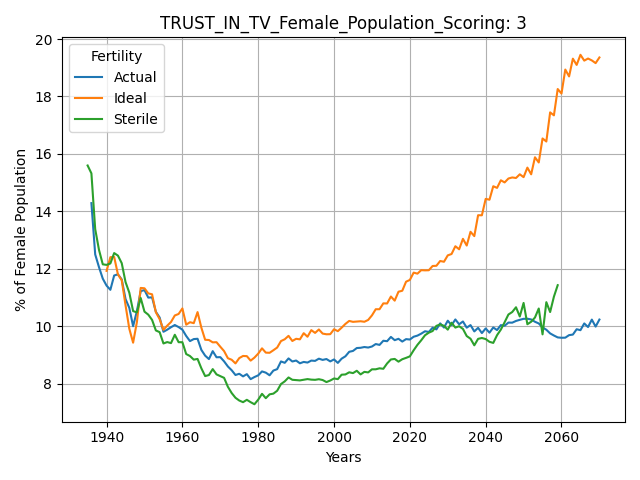 TRUST_IN_TV_Female_Population_Scoring: 3
% of Female Population
20
18
16
14
12
10
8
Fertility
Actual
Ideal
Sterile
1940 1960 1980 2000 2020 2040 2060
Years